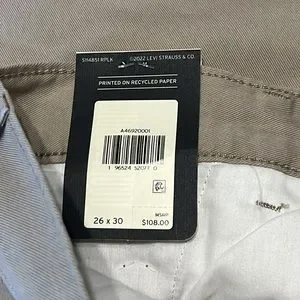 S114851 RPLK ©2022 LEVI STRAUSS & CO.
PRINTED ON RECYCLED PAPER
A46920001
1 96524 52077 0
26 x 30
MSRP:
$108.00